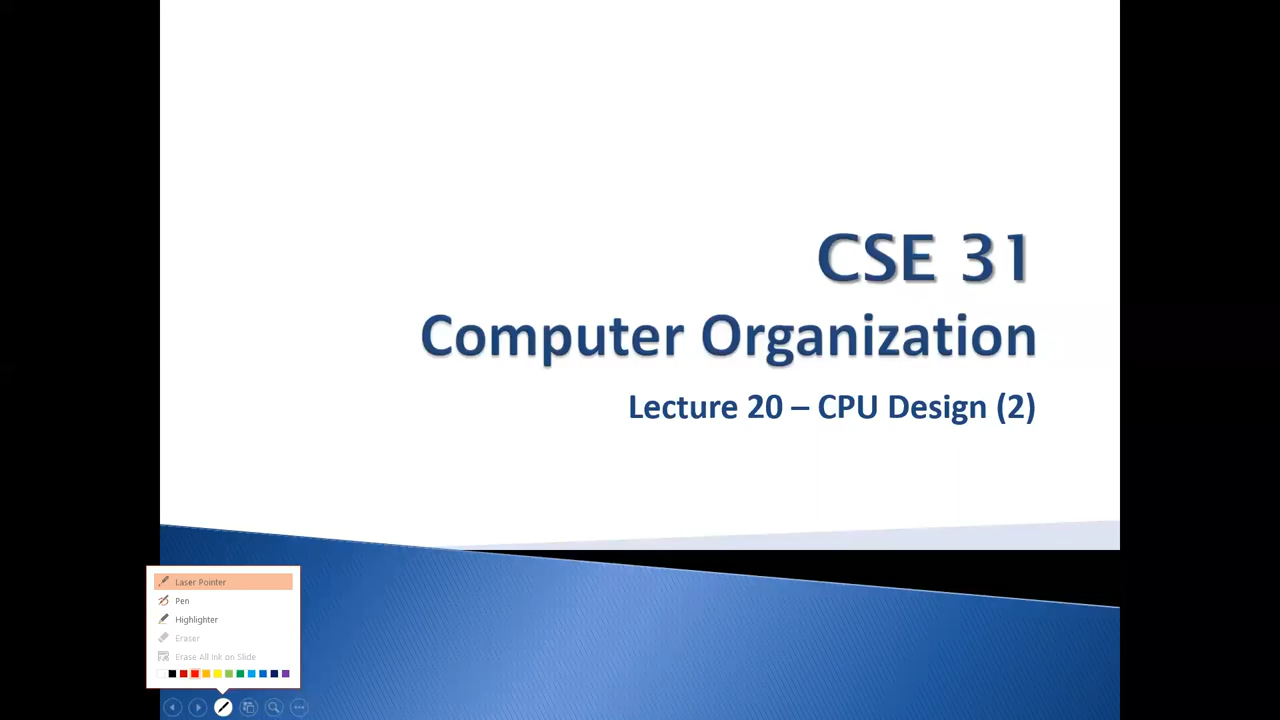 CSE 31
Computer Organization
Lecture 20 – CPU Design (2)
Laser Pointer
Pen
Highlighter
Eraser
Erase All Ink on Slide